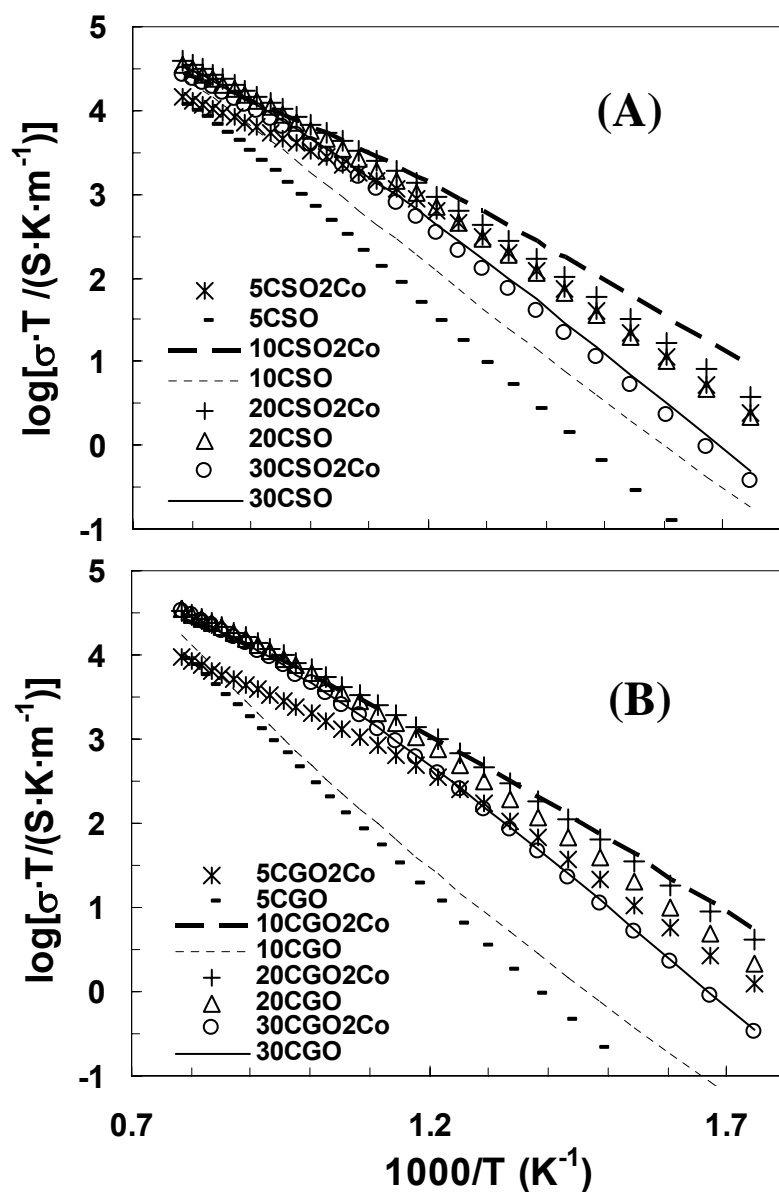 5
4
3
2
1
0
-1
log[σ·T /(S·K·m⁻¹)]
(A)
5CSO2Co
5CSO
10CSO2Co
10CSO
20CSO2Co
20CSO
30CSO2Co
30CSO
5
4
3
2
1
0
-1
log[σ·T/(S·K·m⁻¹)]
(B)
5CGO2Co
5CGO
10CGO2Co
10CGO
20CGO2Co
20CGO
30CGO2Co
30CGO
0.7 1.2 1.7
1000/T (K⁻¹)